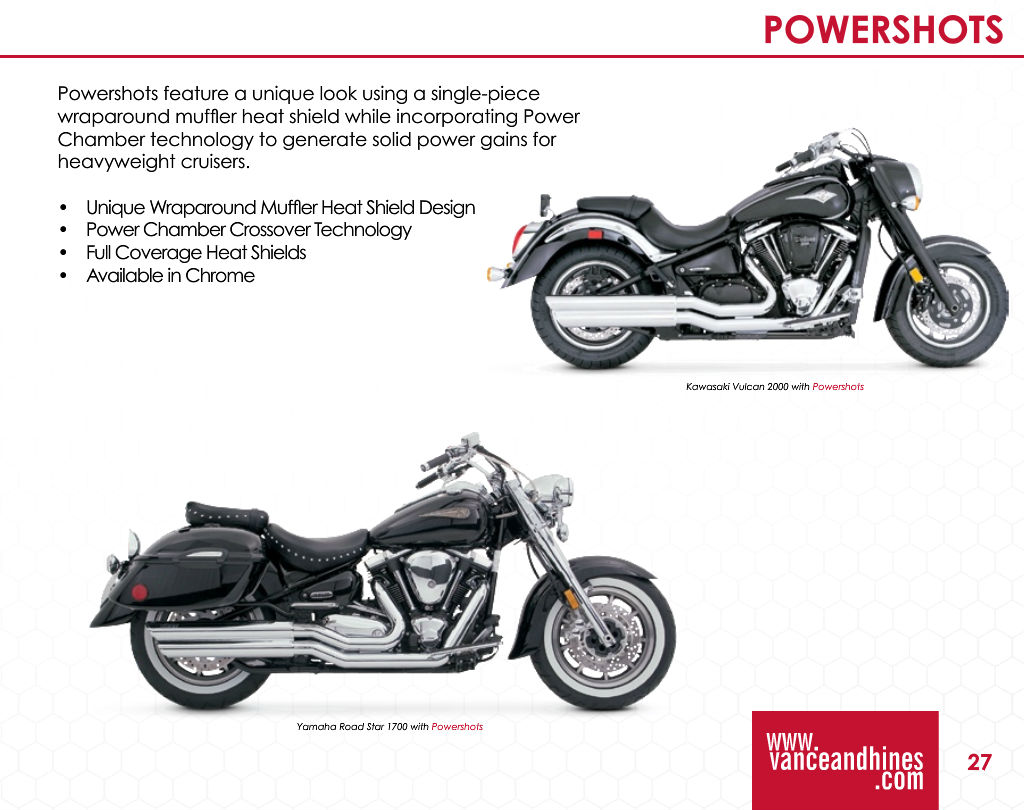 POWERSHOTS
Powershots feature a unique look using a single-piece
wraparound muffler heat shield while incorporating Power
Chamber technology to generate solid power gains for
heavyweight cruisers.
• Unique Wraparound Muffler Heat Shield Design
• Power Chamber Crossover Technology
• Full Coverage Heat Shields
• Available in Chrome
Kawasaki Vulcan 2000 with Powershots
Yamaha Road Star 1700 with Powershots
www.
vanceandhines
.com
27